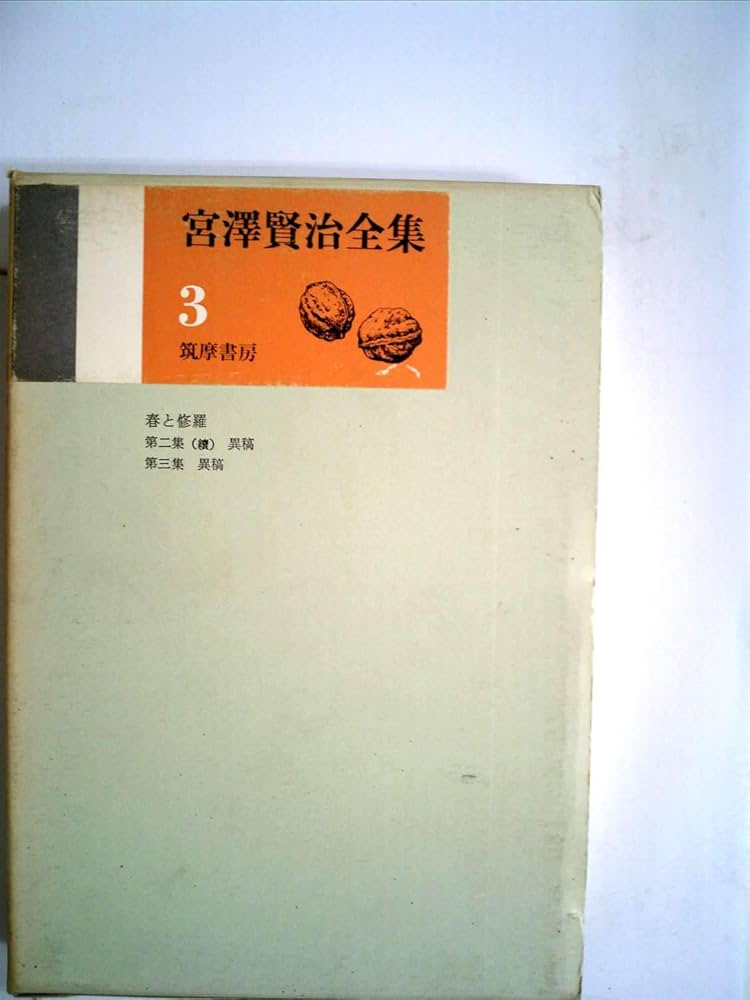 宮澤賢治全集
3
筑摩書房
春と修羅
第二集（續） 異稿
第三集 異稿